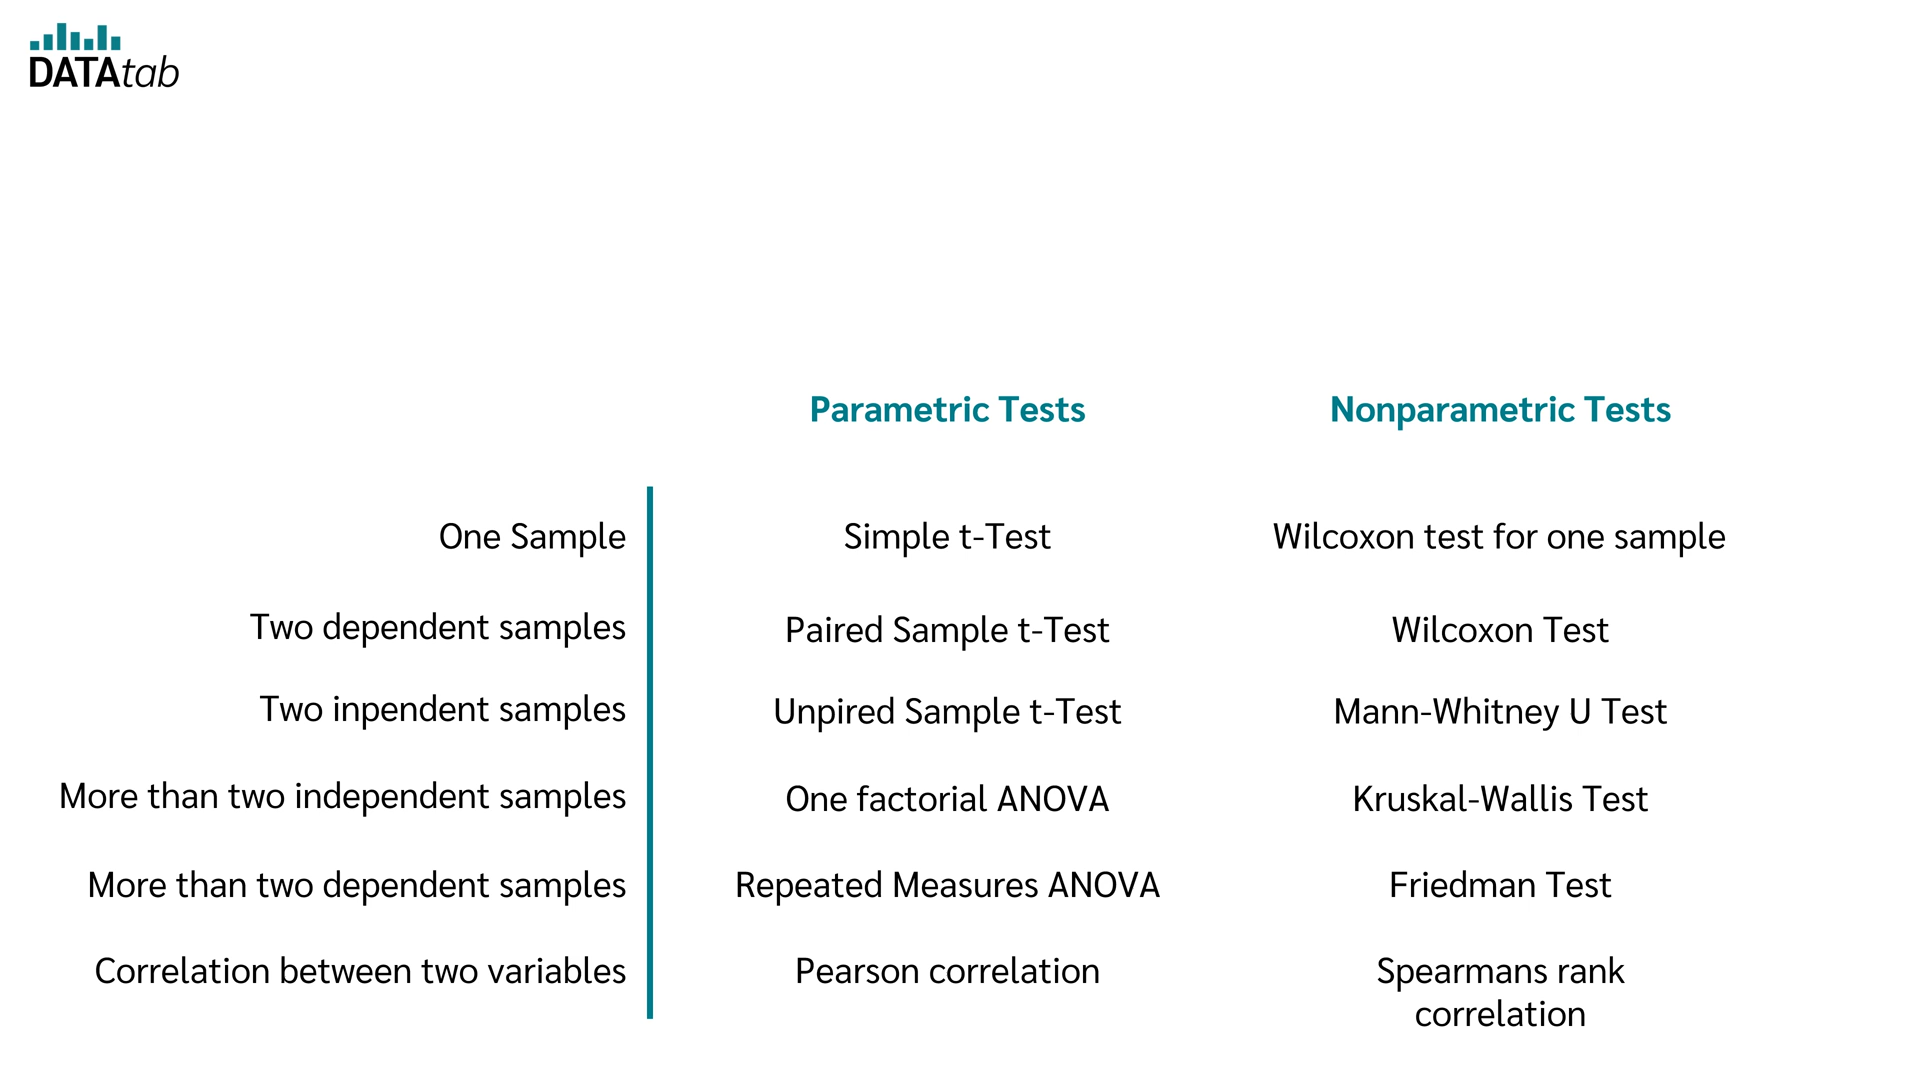 DATAtab
Parametric Tests Nonparametric Tests
One Sample Simple t-Test Wilcoxon test for one sample
Two dependent samples Paired Sample t-Test Wilcoxon Test
Two inpendent samples Unpired Sample t-Test Mann-Whitney U Test
More than two independent samples One factorial ANOVA Kruskal-Wallis Test
More than two dependent samples Repeated Measures ANOVA Friedman Test
Correlation between two variables Pearson correlation Spearmans rank
correlation